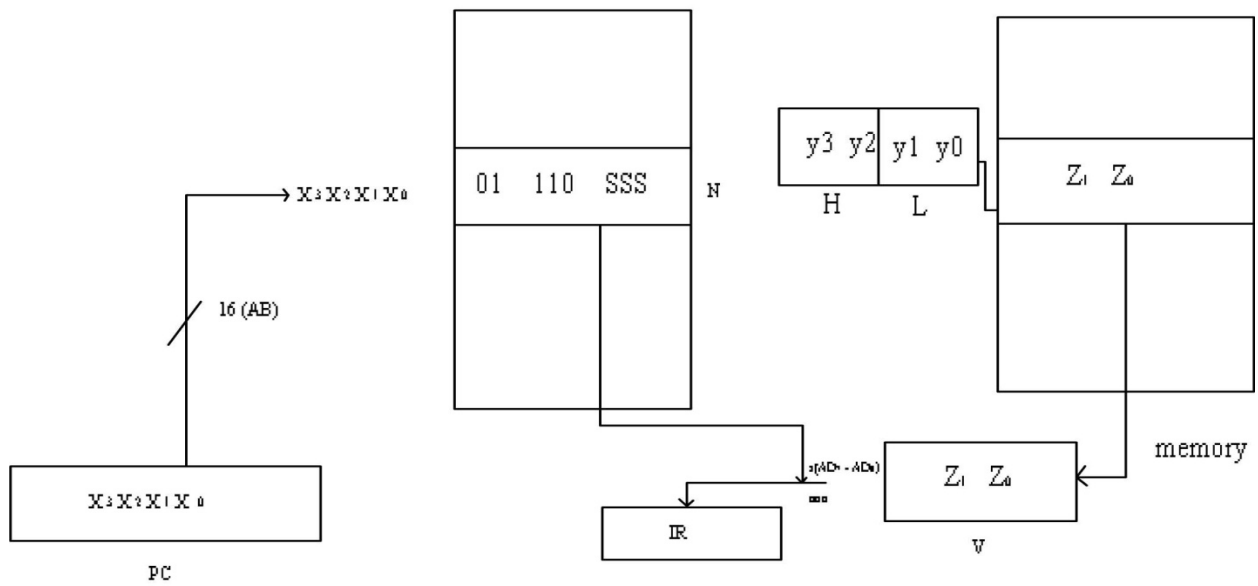 X3 X2 X1 X0
16 (AB)
X3 X2 X1 X0
PC
01 110 SSS
N
y3 y2 y1 y0
H L
Z1 Z0
memory
IR
Z1 Z0
V